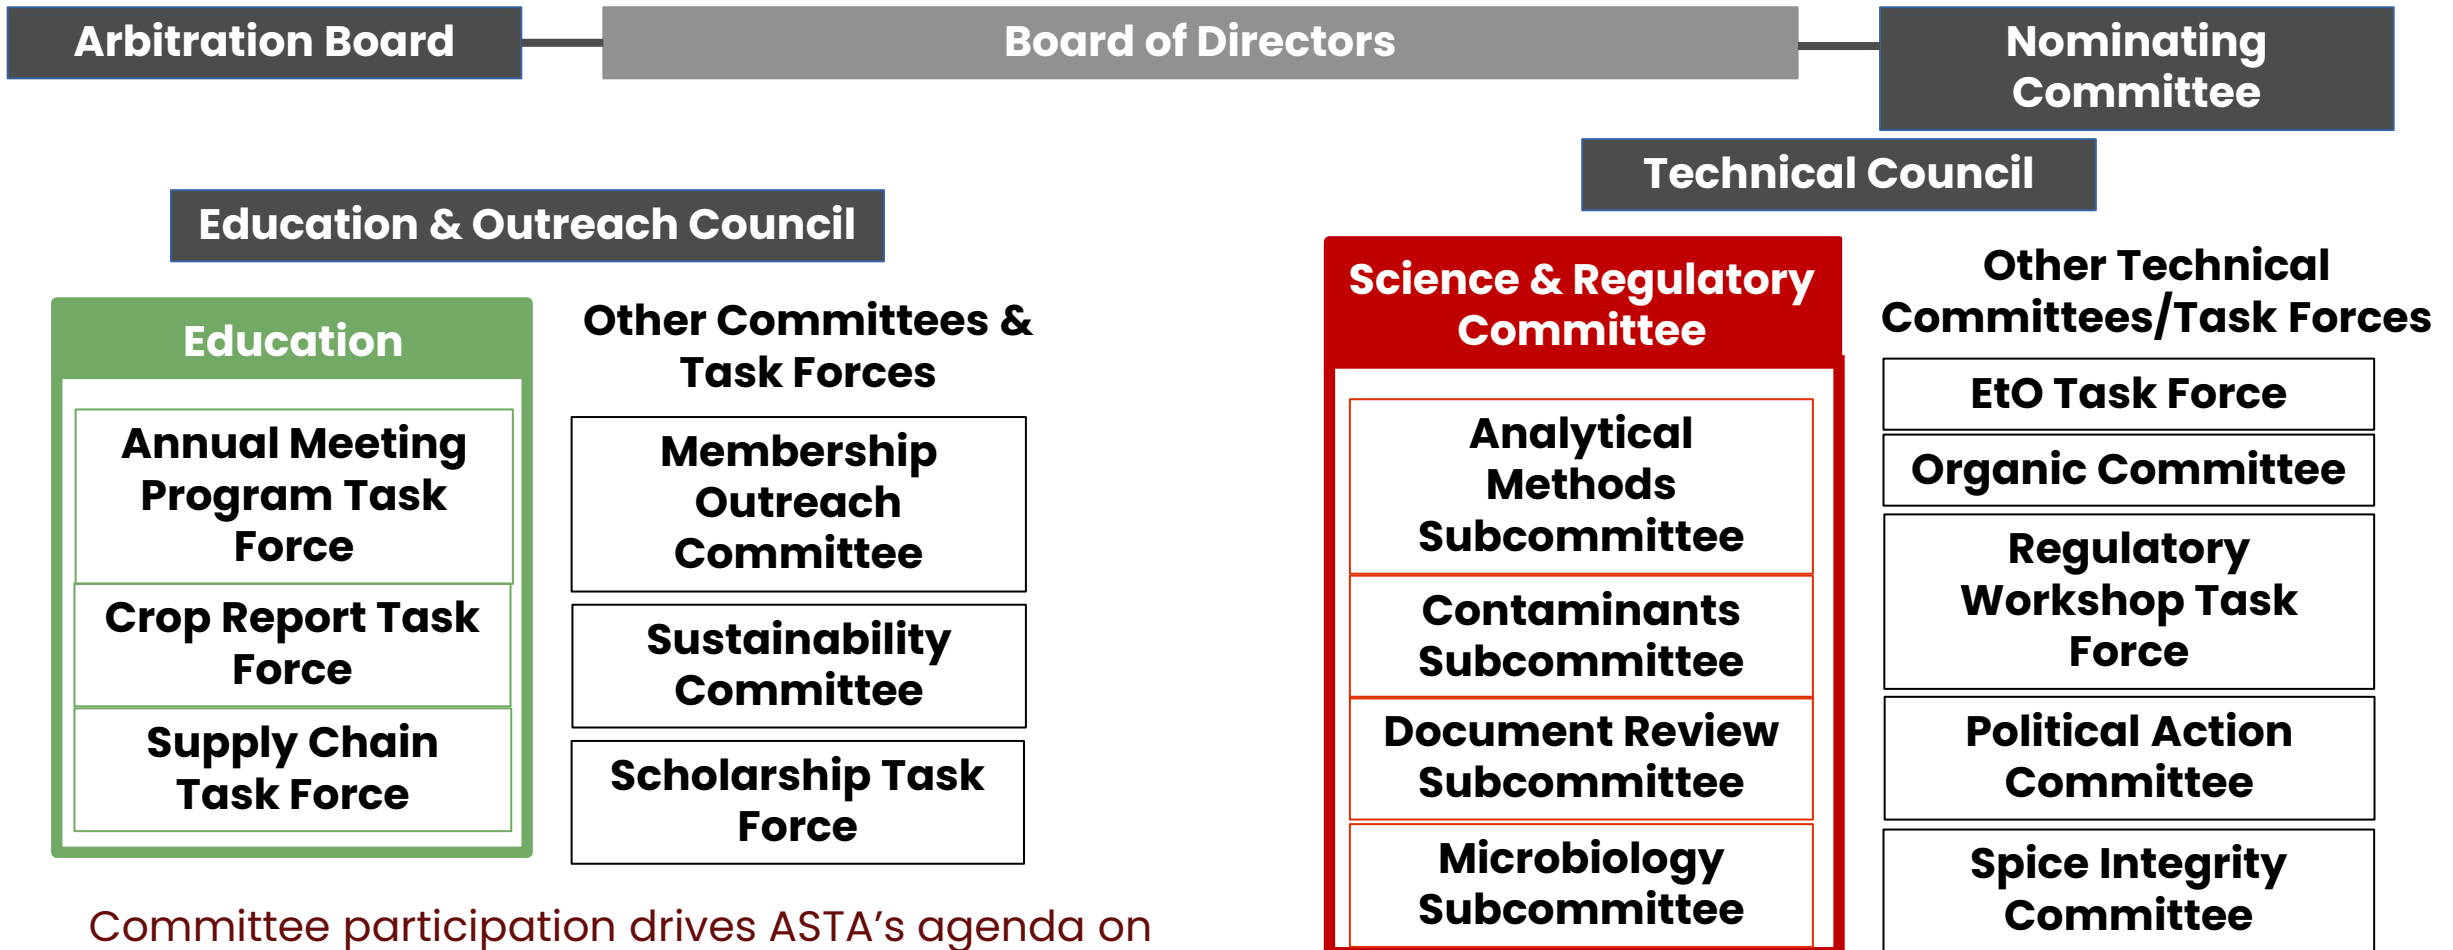 Arbitration Board
Board of Directors
Nominating
Committee
Technical Council
Education & Outreach Council
Education
Annual Meeting
Program Task
Force
Crop Report Task
Force
Supply Chain
Task Force
Other Committees &
Task Forces
Membership
Outreach
Committee
Sustainability
Committee
Scholarship Task
Force
Committee participation drives ASTA’s agenda on
Science & Regulatory
Committee
Analytical
Methods
Subcommittee
Contaminants
Subcommittee
Document Review
Subcommittee
Microbiology
Subcommittee
Other Technical
Committees/Task Forces
EtO Task Force
Organic Committee
Regulatory
Workshop Task
Force
Political Action
Committee
Spice Integrity
Committee